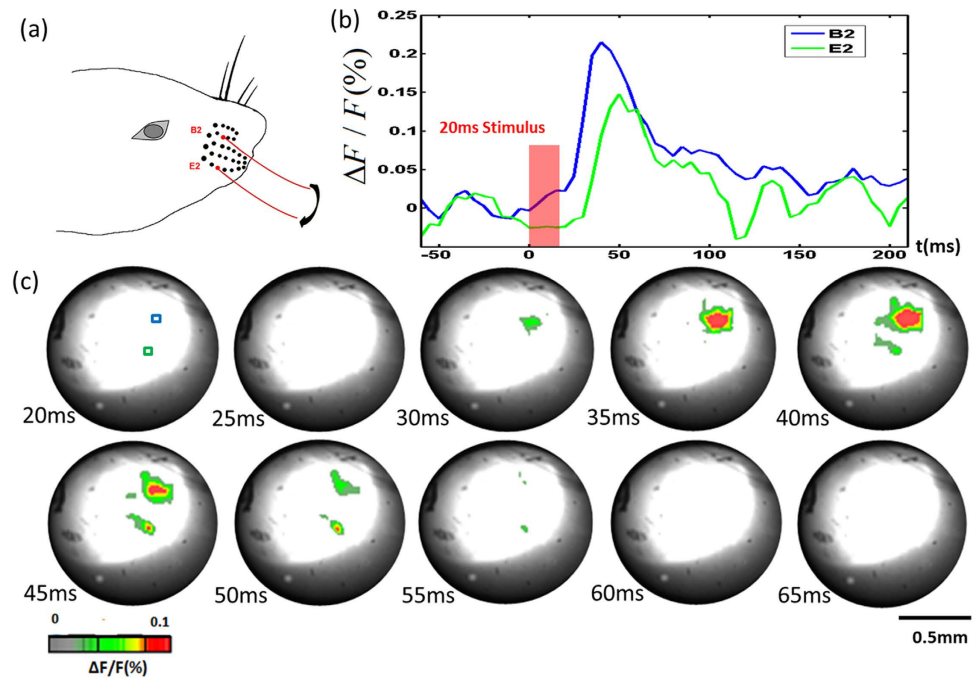 (a)
B2
E2
(b)
ΔF / F (%)
0.25
0.2
0.15
0.1
0.05
0
20ms Stimulus
B2
E2
-50
0
50
100
150
200
t(ms)
(c)
20ms
25ms
30ms
35ms
40ms
45ms
50ms
55ms
60ms
65ms
0
0.1
ΔF/F(%)
0.5mm